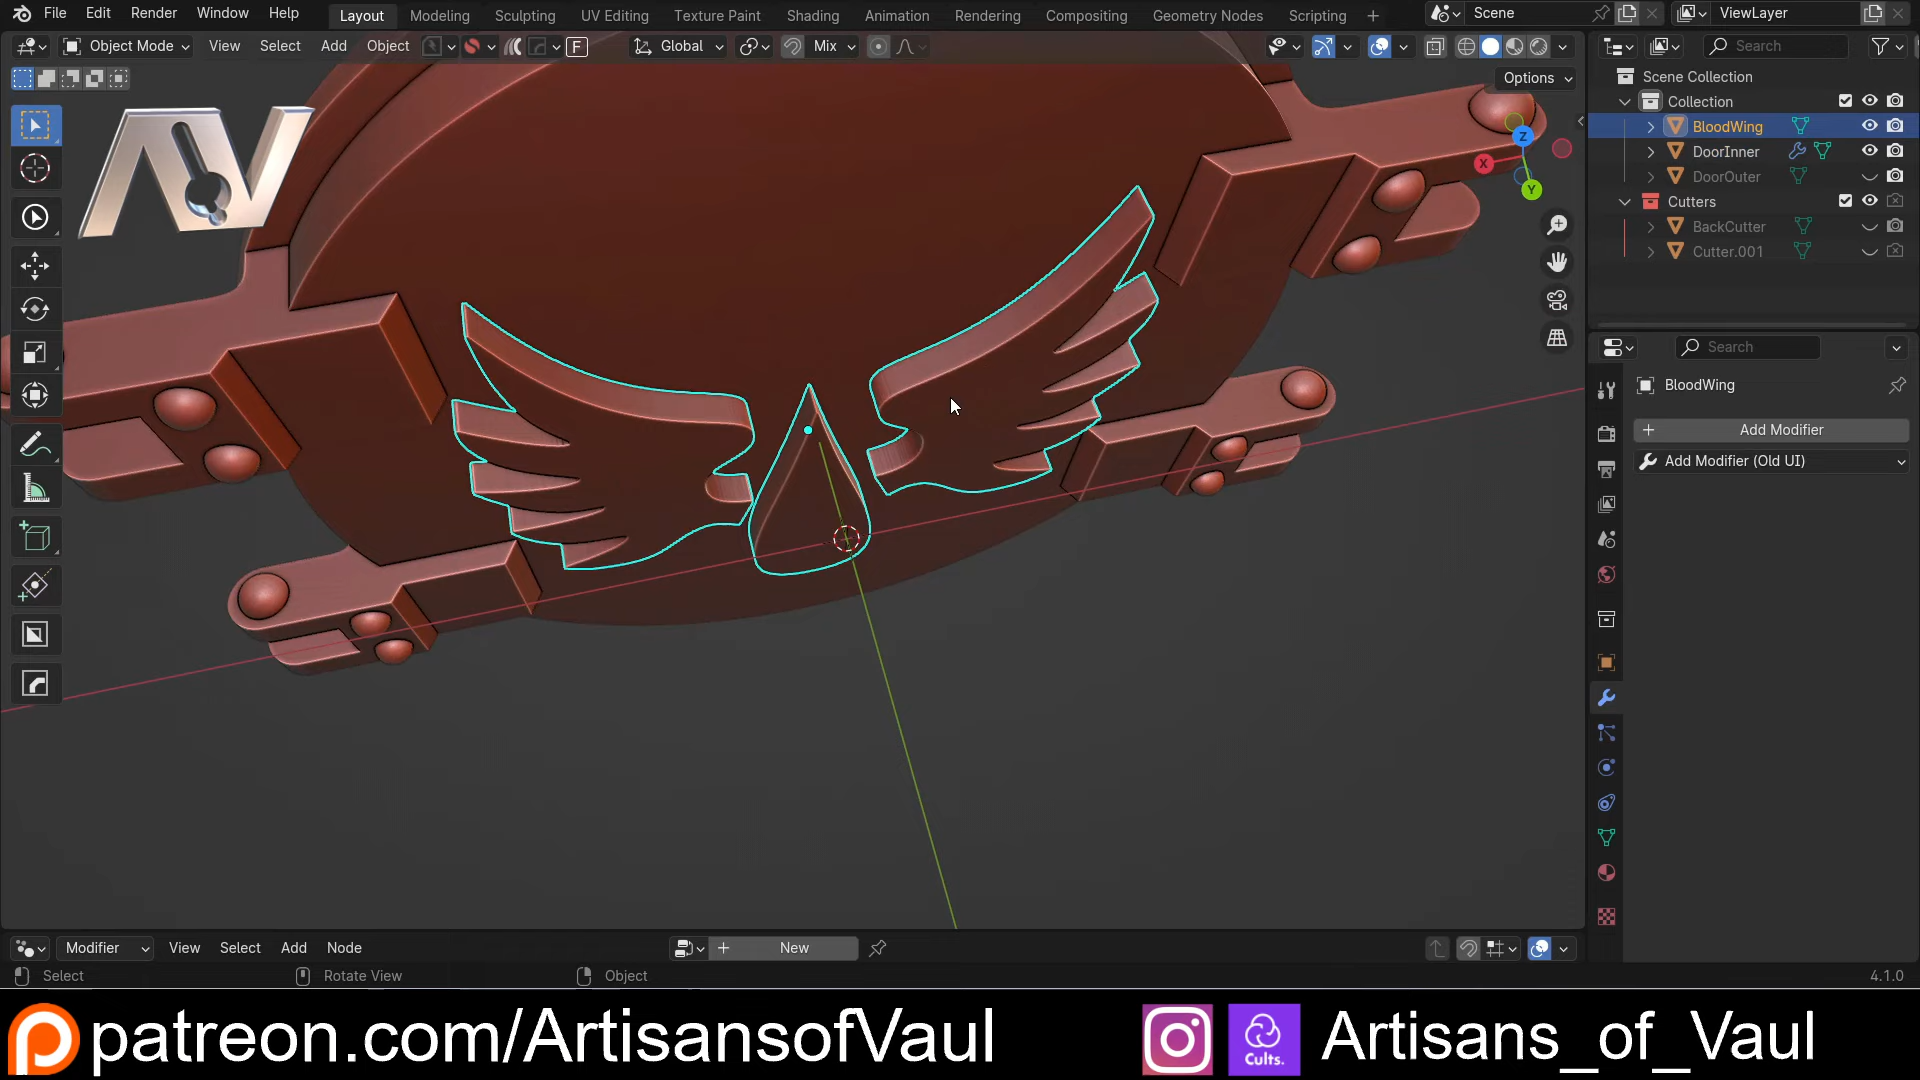 File Edit Render Window Help Layout Modeling Sculpting UV Editing Texture Paint Shading Animation Rendering Compositing Geometry Nodes Scripting + Scene ViewLayer
Object Mode View Select Add Object F Global Mix Search
Options
Scene Collection
Collection
BloodWing
DoorInner
DoorOuter
Cutters
BackCutter
Cutter.001
Z
X
Y
Search
BloodWing
+ Add Modifier
Add Modifier (Old UI)
Modifier View Select Add Node + New
Select Rotate View Object 4.1.0
patreon.com/ArtisansofVaul Cults. Artisans_of_Vaul